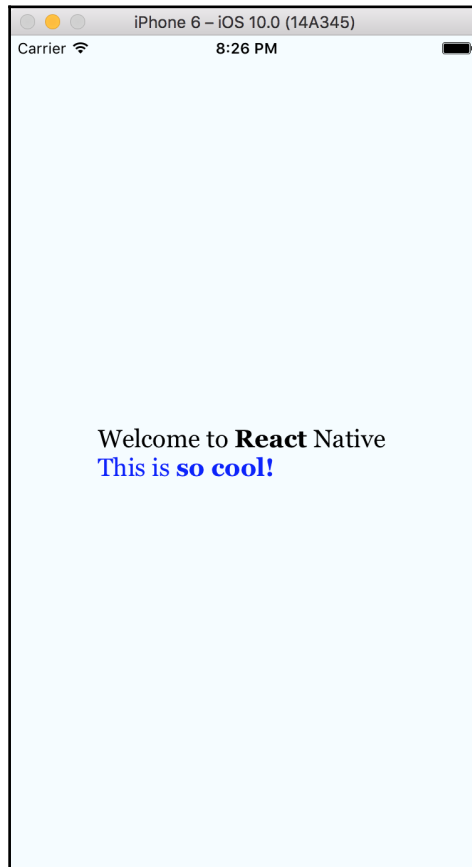 iPhone 6 – iOS 10.0 (14A345)
Carrier 8:26 PM
Welcome to React Native
This is so cool!